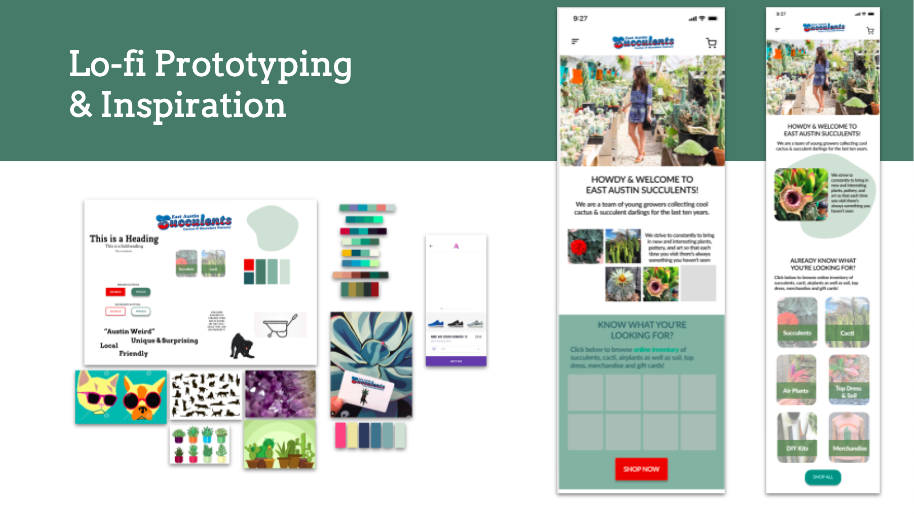 Lo-fi Prototyping
& Inspiration
East Austin
Succulents
This is a Heading
This is a Subheading
Succulents
Cacti
"Austin Weird"
Unique & Surprising
Local
Friendly
Succulents
9:27
East Austin
Succulents
HOWDY & WELCOME TO
EAST AUSTIN SUCCULENTS!
We are a team of young growers collecting cool
cactus & succulent darlings for the last ten years.
We strive to constantly to bring
in new and interesting plants,
pottery, and art so that each
time you visit there's always
something you haven't seen
KNOW WHAT YOU'RE
LOOKING FOR?
Click below to browse online inventory of
succulents, cacti, airplants as well as soil, top
dress, merchandise and gift cards!
SHOP NOW
9:27
East Austin
Succulents
HOWDY & WELCOME TO
EAST AUSTIN SUCCULENTS!
We are a team of young growers collecting cool
cactus & succulent darlings for the last ten years.
We strive to
constantly to bring in
new and interesting
plants, pottery, and
art so that each time
you visit there's
always something you
haven't seen
ALREADY KNOW WHAT
YOU'RE LOOKING FOR?
Click below to browse online inventory of
succulents, cacti, airplants as well as soil, top
dress, merchandise and gift cards!
Succulents
Cacti
Air Plants
Top Dress
& Soil
DIY Kits
Merchandise
SHOP ALL